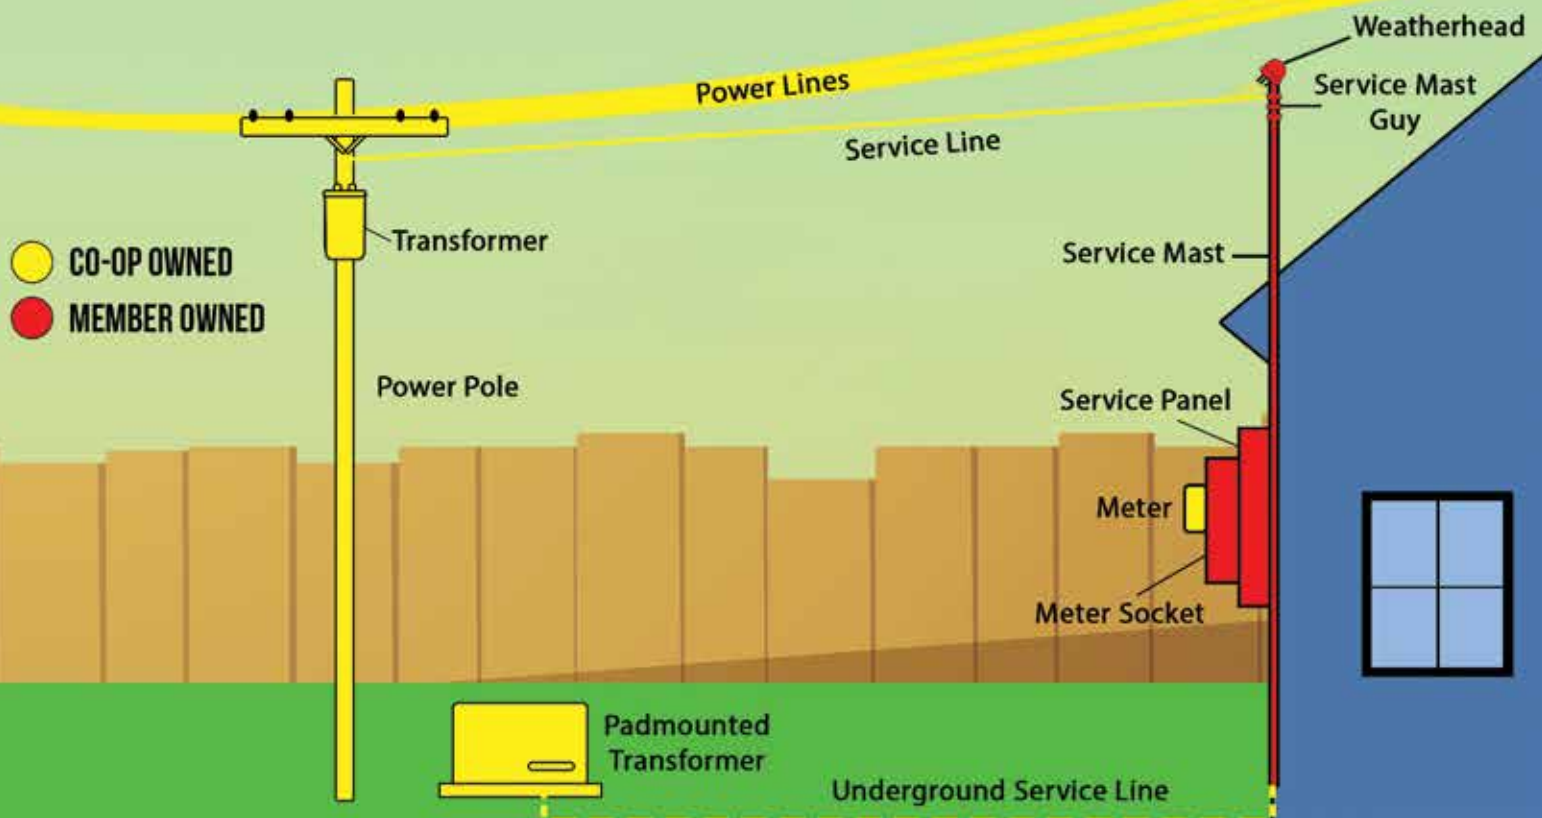 Weatherhead
Power Lines
Service Mast
Guy
Service Line
Transformer
CO-OP OWNED
Service Mast
MEMBER OWNED
Power Pole
Service Panel
Meter
Meter Socket
Padmounted
Transformer
Underground Service Line